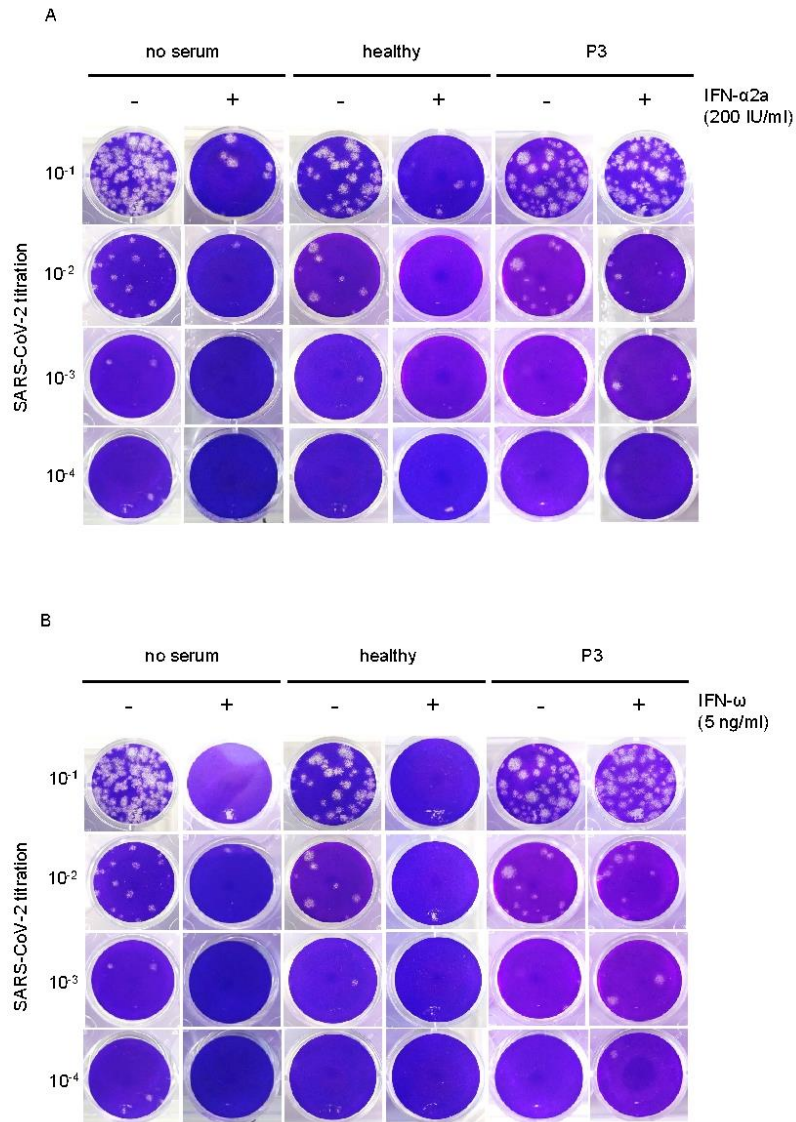 A
no serum healthy P3
- + - + - + IFN-α2a
(200 IU/ml)
10-1
10-2
SARS-CoV-2 titration
10-3
10-4
B
no serum healthy P3
- + - + - + IFN-ω
(5 ng/ml)
10-1
10-2
SARS-CoV-2 titration
10-3
10-4